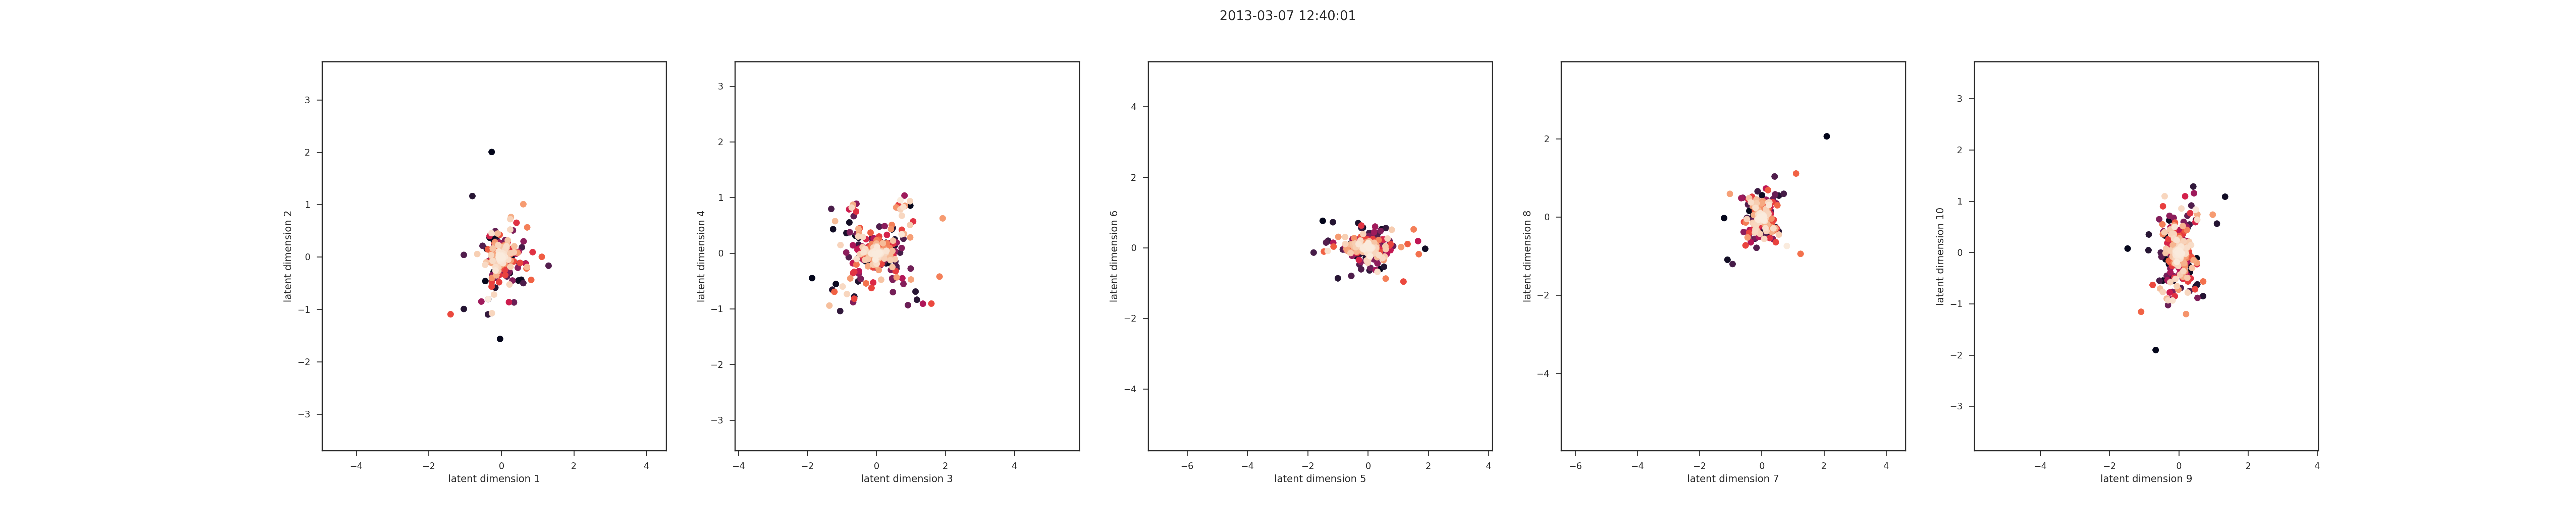 2013-03-07 12:40:01
3
2
1
0
−1
−2
−3
latent dimension 2
−4 −2 0 2 4
latent dimension 1
3
2
1
0
−1
−2
−3
latent dimension 4
−4 −2 0 2 4
latent dimension 3
4
2
0
−2
−4
latent dimension 6
−6 −4 −2 0 2 4
latent dimension 5
2
0
−2
−4
latent dimension 8
−6 −4 −2 0 2 4
latent dimension 7
3
2
1
0
−1
−2
−3
latent dimension 10
−4 −2 0 2 4
latent dimension 9